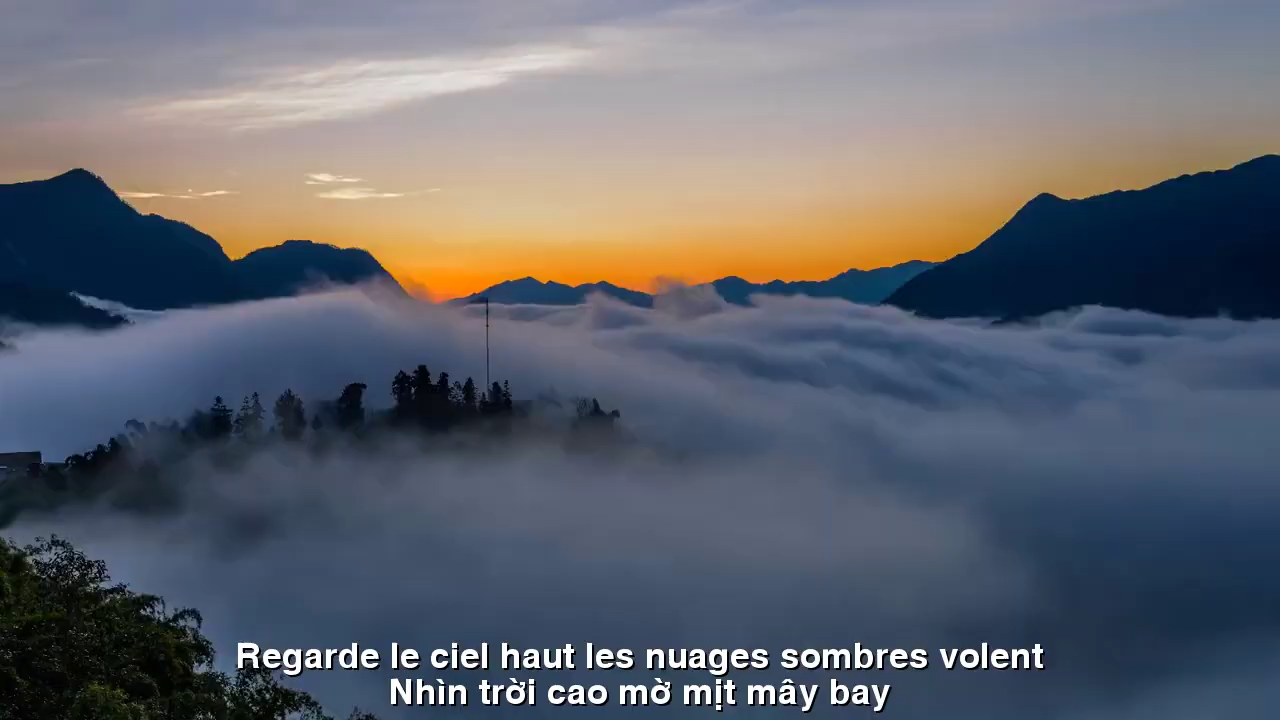 Regarde le ciel haut les nuages sombres volent
Nhìn trời cao mờ mịt mây bay